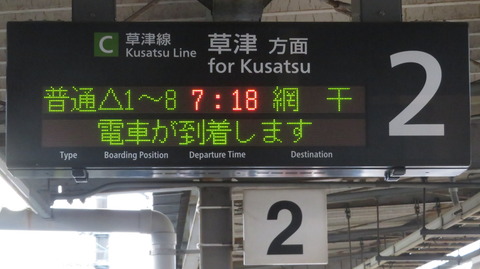 C 草津線 草津 方面
Kusatsu Line for Kusatsu
2
普通△1～8 7:18 網 干
電車が到着します
Type Boarding Position Departure Time Destination
2